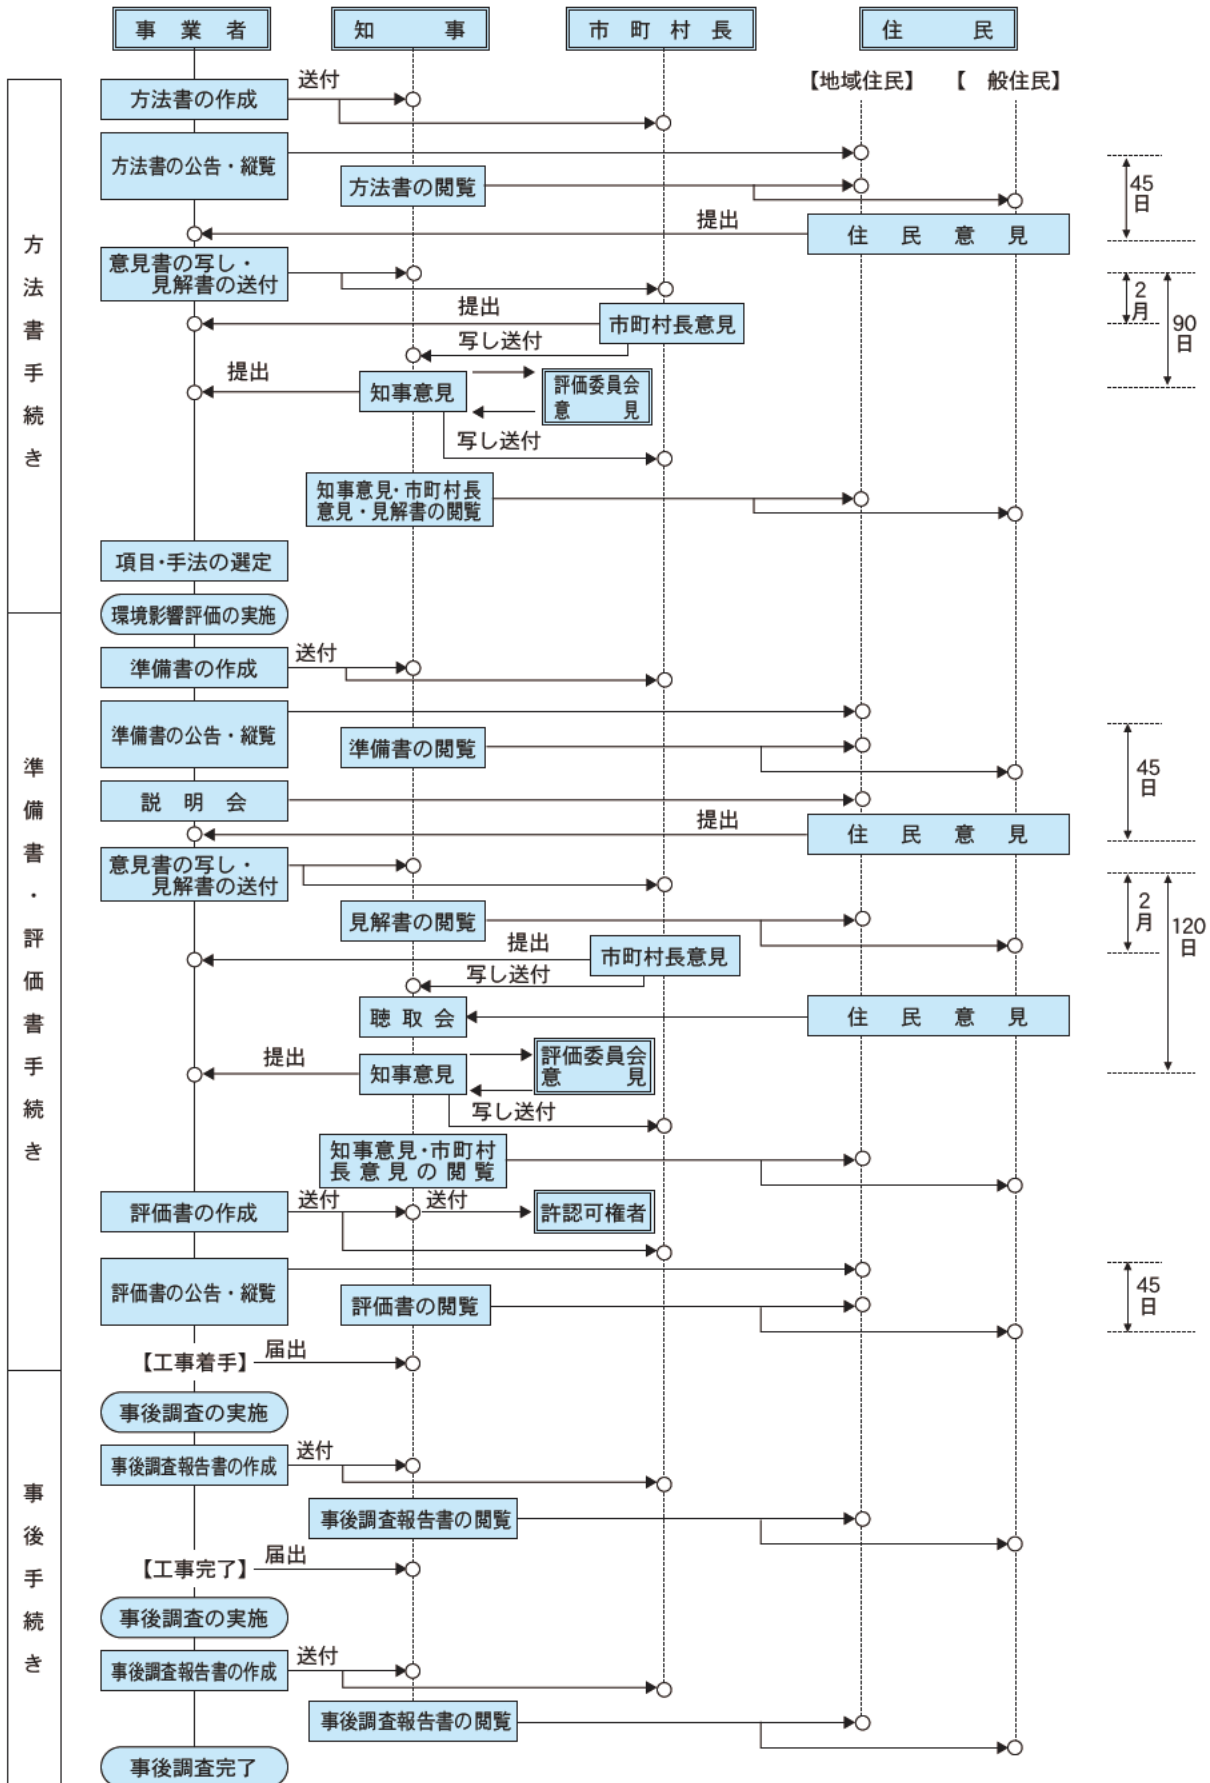 事業者
知事
市町村長
住民
【地域住民】
【一般住民】
方法書手続き
方法書の作成
送付
方法書の公告・縦覧
方法書の閲覧
45日
提出
住民意見
意見書の写し・
見解書の送付
2月
90日
提出
市町村長意見
写し送付
提出
知事意見
評価委員会
意見
写し送付
知事意見・市町村長
意見・見解書の閲覧
項目・手法の選定
環境影響評価の実施
準備書・評価書手続き
準備書の作成
送付
準備書の公告・縦覧
準備書の閲覧
45日
説明会
提出
住民意見
意見書の写し・
見解書の送付
2月
120日
見解書の閲覧
提出
市町村長意見
写し送付
聴取会
住民意見
提出
知事意見
評価委員会
意見
写し送付
知事意見・市町村
長意見の閲覧
評価書の作成
送付
送付
許認可権者
評価書の公告・縦覧
評価書の閲覧
45日
【工事着手】
届出
事後手続き
事後調査の実施
事後調査報告書の作成
送付
事後調査報告書の閲覧
【工事完了】
届出
事後調査の実施
事後調査報告書の作成
送付
事後調査報告書の閲覧
事後調査完了